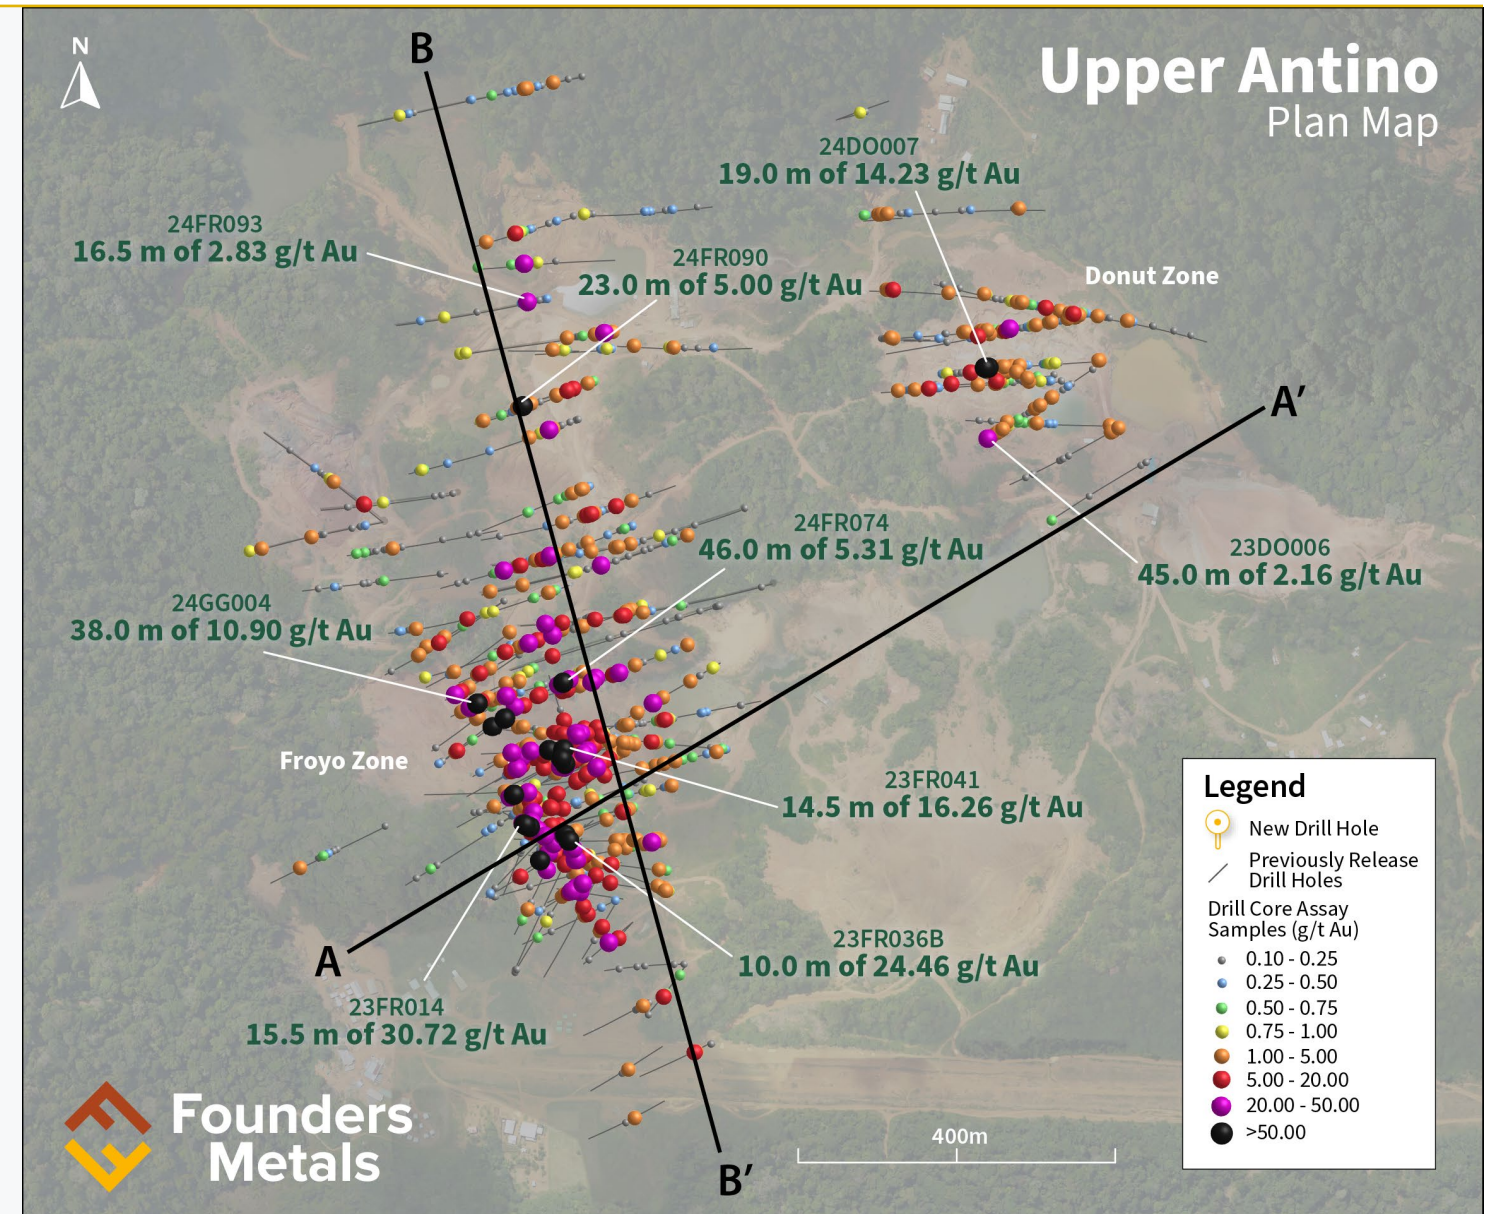 N
B
Upper Antino
Plan Map
24DO007
19.0 m of 14.23 g/t Au
24FR093
16.5 m of 2.83 g/t Au
24FR090
23.0 m of 5.00 g/t Au
Donut Zone
A′
24FR074
46.0 m of 5.31 g/t Au
23DO006
45.0 m of 2.16 g/t Au
24GG004
38.0 m of 10.90 g/t Au
Froyo Zone
23FR041
14.5 m of 16.26 g/t Au
A
23FR036B
10.0 m of 24.46 g/t Au
23FR014
15.5 m of 30.72 g/t Au
Legend
New Drill Hole
Previously Release
Drill Holes
Drill Core Assay
Samples (g/t Au)
0.10 - 0.25
0.25 - 0.50
0.50 - 0.75
0.75 - 1.00
1.00 - 5.00
5.00 - 20.00
20.00 - 50.00
>50.00
Founders
Metals
400m
B′